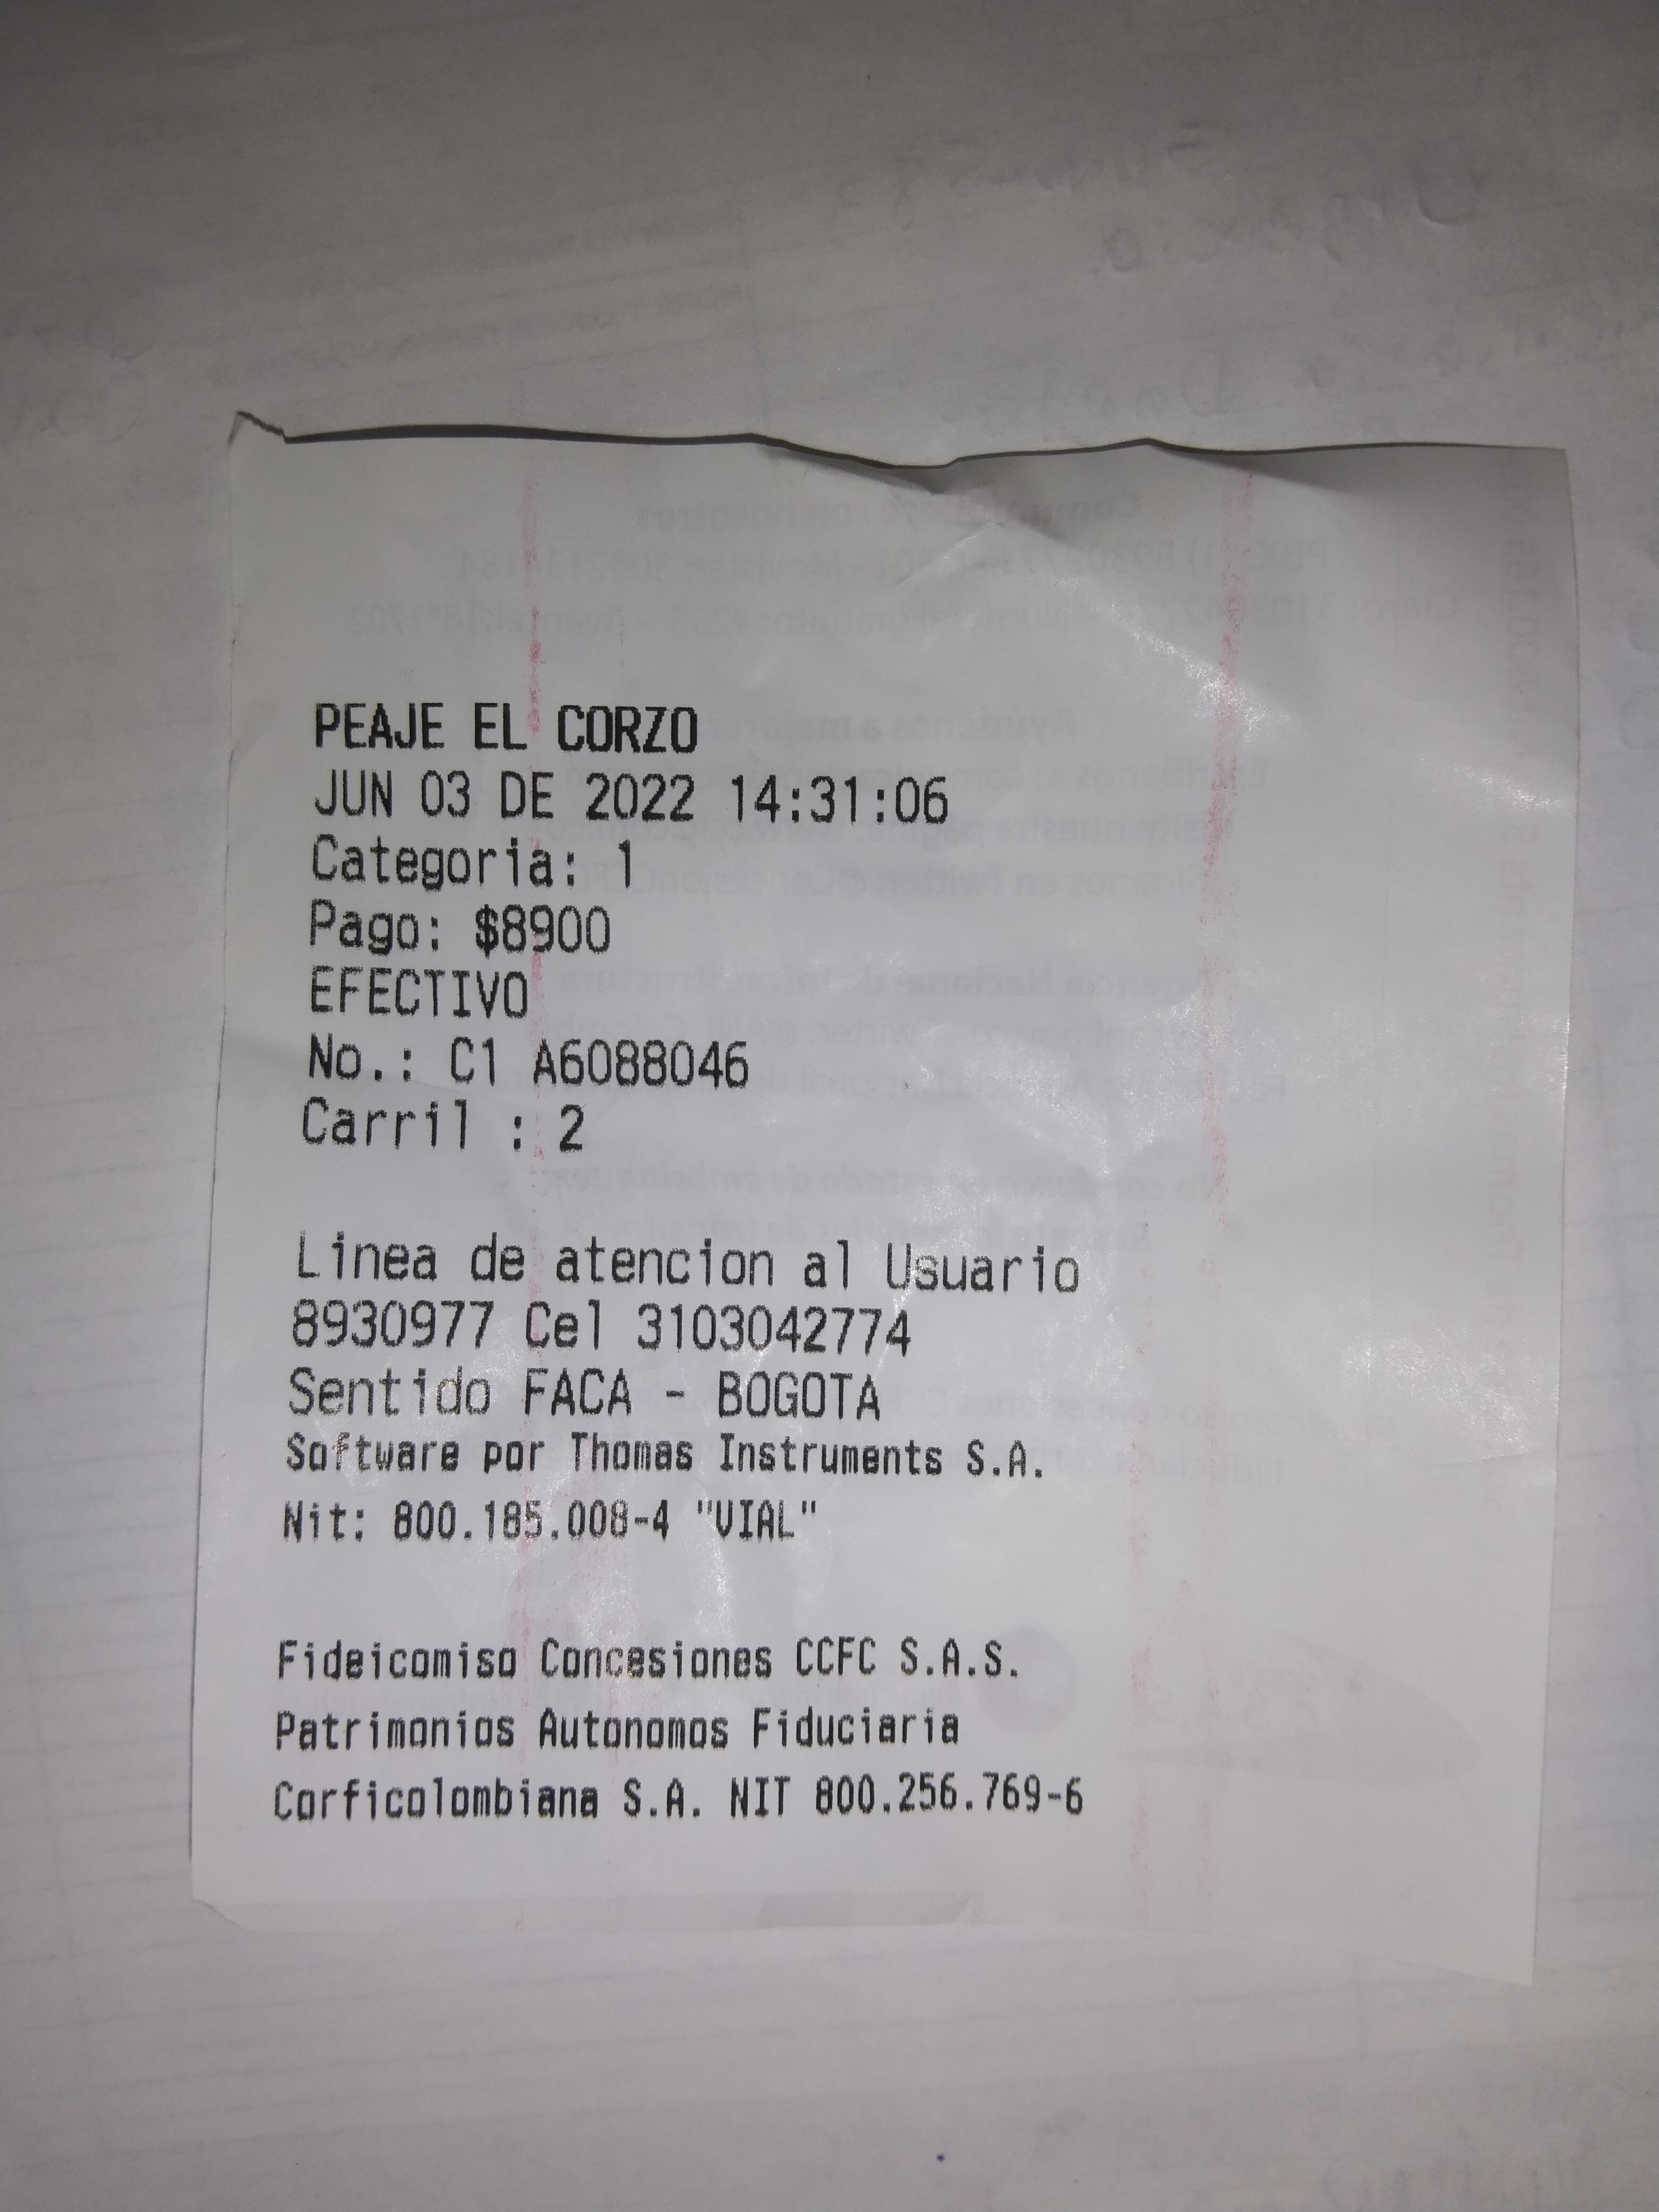 PEAJE EL CORZO
JUN 03 DE 2022 14:31:06
Categoria: 1
Pago: $8900
EFECTIVO
No.: C1 A6088046
Carril : 2
Linea de atencion al Usuario
8930977 Cel 3103042774
Sentido FACA - BOGOTA
Software por Thomas Instruments S.A.
Nit: 800.185.008-4 "VIAL"
Fideicomiso Concesiones CCFC S.A.S.
Patrimonios Autonomos Fiduciaria
Corficolombiana S.A. NIT 800.256.769-6